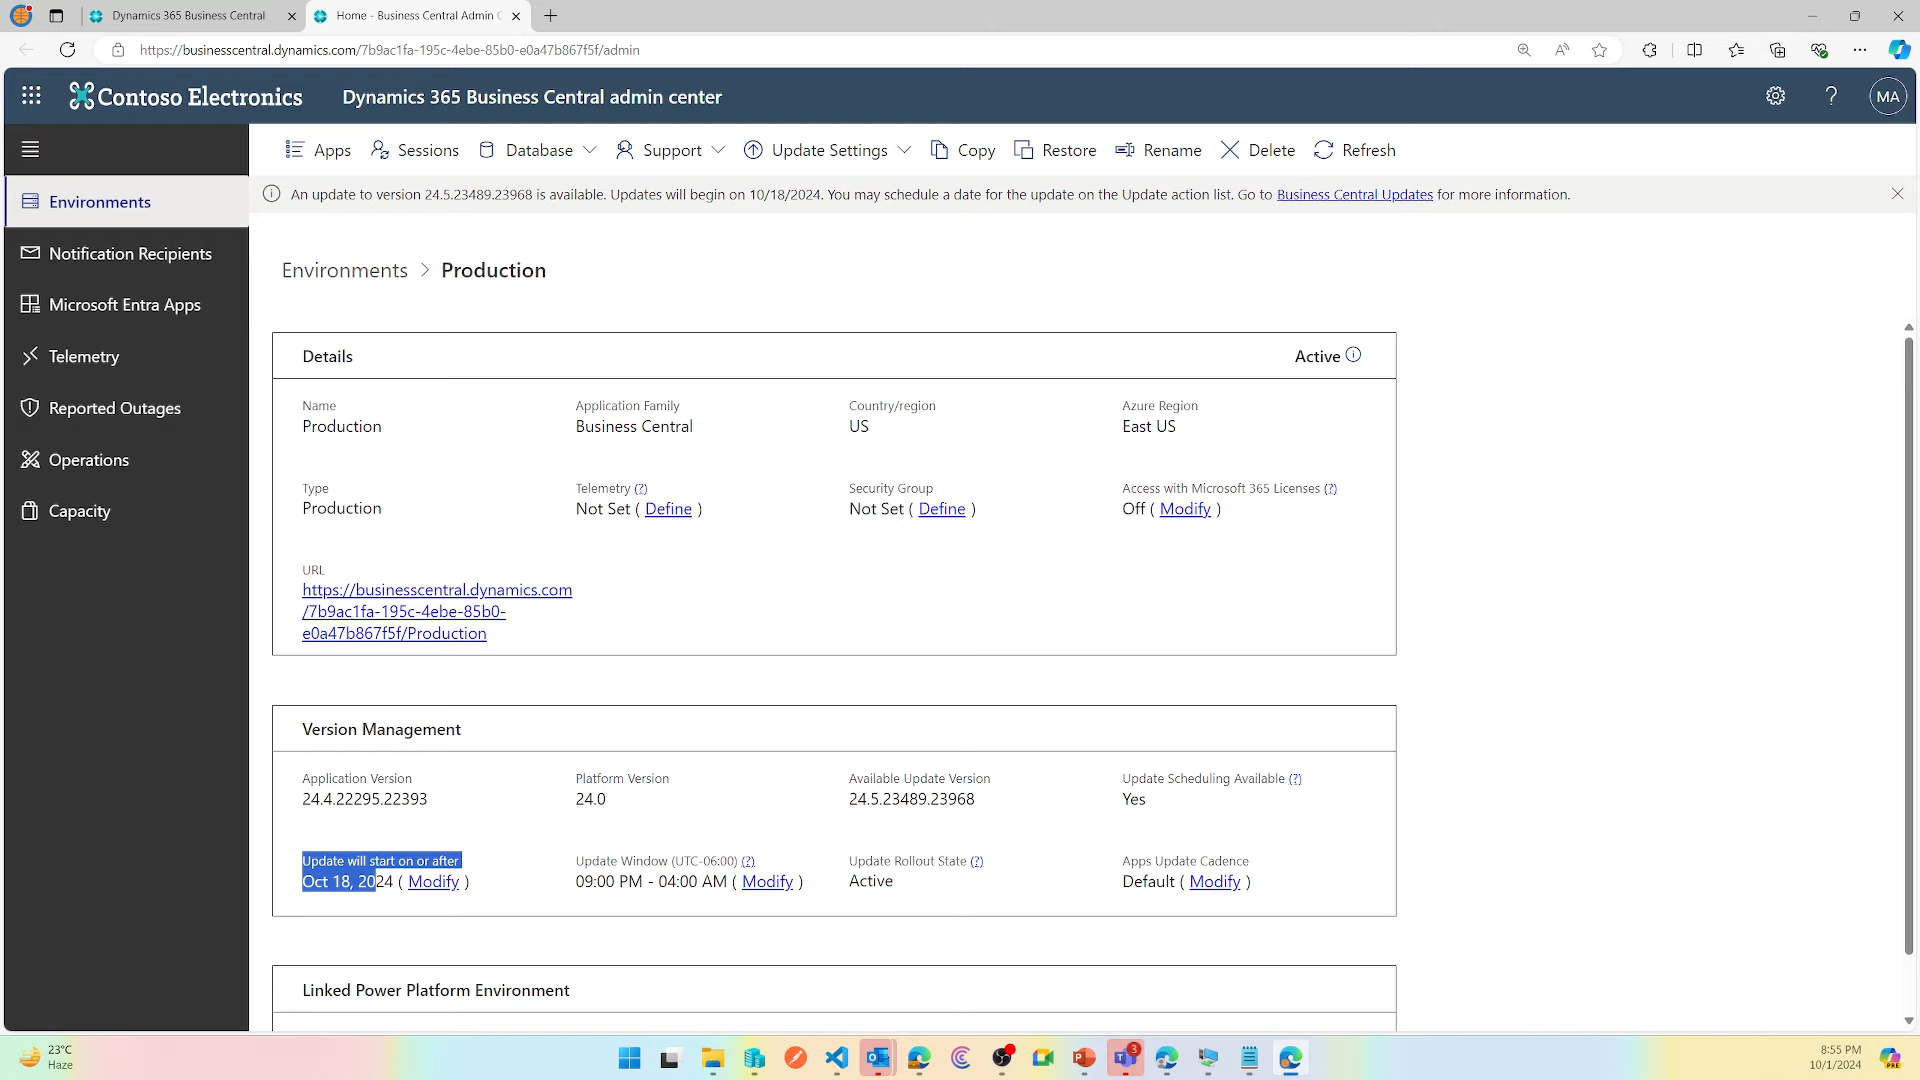 Dynamics 365 Business Central
Home - Business Central Admin C
https://businesscentral.dynamics.com/7b9ac1fa-195c-4ebe-85b0-e0a47b867f5f/admin
Contoso Electronics
Dynamics 365 Business Central admin center
?
MA
Apps
Sessions
Database
Support
Update Settings
Copy
Restore
Rename
Delete
Refresh
An update to version 24.5.23489.23968 is available. Updates will begin on 10/18/2024. You may schedule a date for the update on the Update action list. Go to Business Central Updates for more information.
Environments
Notification Recipients
Microsoft Entra Apps
Telemetry
Reported Outages
Operations
Capacity
Environments > Production
Details
Active
Name
Production
Application Family
Business Central
Country/region
US
Azure Region
East US
Type
Production
Telemetry (?)
Not Set ( Define )
Security Group
Not Set ( Define )
Access with Microsoft 365 Licenses (?)
Off ( Modify )
URL
https://businesscentral.dynamics.com
/7b9ac1fa-195c-4ebe-85b0-
e0a47b867f5f/Production
Version Management
Application Version
24.4.22295.22393
Platform Version
24.0
Available Update Version
24.5.23489.23968
Update Scheduling Available (?)
Yes
Update will start on or after
Oct 18, 2024 ( Modify )
Update Window (UTC-06:00) (?)
09:00 PM - 04:00 AM ( Modify )
Update Rollout State (?)
Active
Apps Update Cadence
Default ( Modify )
Linked Power Platform Environment
23°C
Haze
3
8:55 PM
10/1/2024
PRE